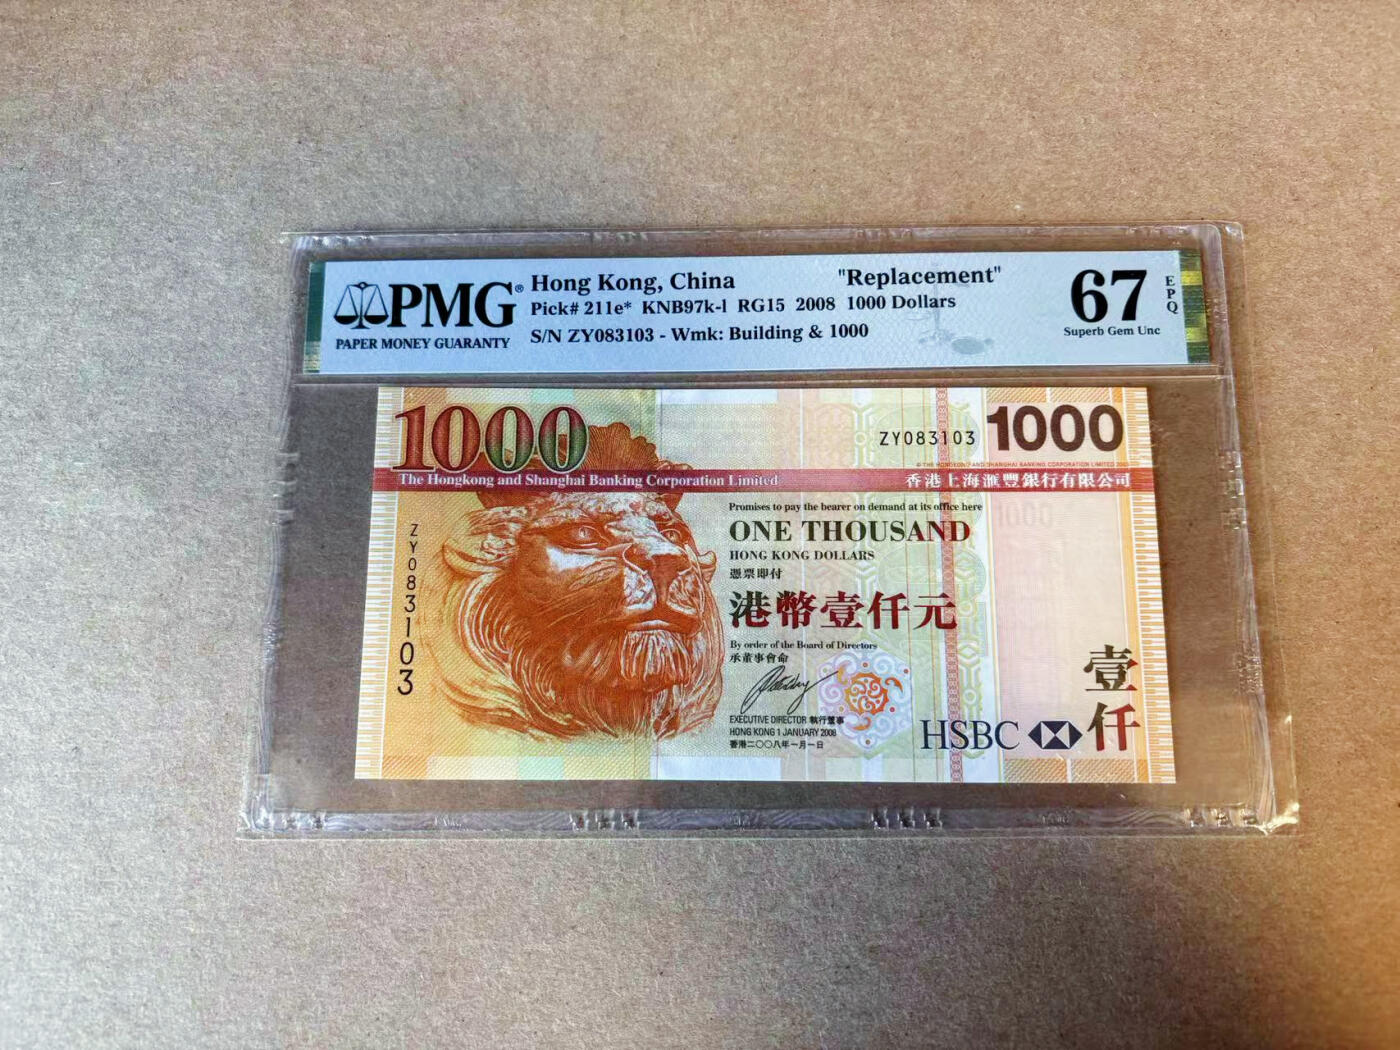 PMG®
PAPER MONEY GUARANTY
Hong Kong, China "Replacement"
Pick# 211e* KNB97k-l RG15 2008 1000 Dollars
S/N ZY083103 - Wmk: Building & 1000
67
EPQ
Superb Gem Unc
1000
ZY083103
1000
The Hongkong and Shanghai Banking Corporation Limited
香港上海滙豐銀行有限公司
ZY083103
Promises to pay the bearer on demand at its office here
ONE THOUSAND
HONG KONG DOLLARS
憑票即付
港幣壹仟元
By order of the Board of Directors
承董事會命
EXECUTIVE DIRECTOR 執行董事
HONG KONG 1 JANUARY 2008
香港二〇〇八年一月一日
1000
壹仟
HSBC